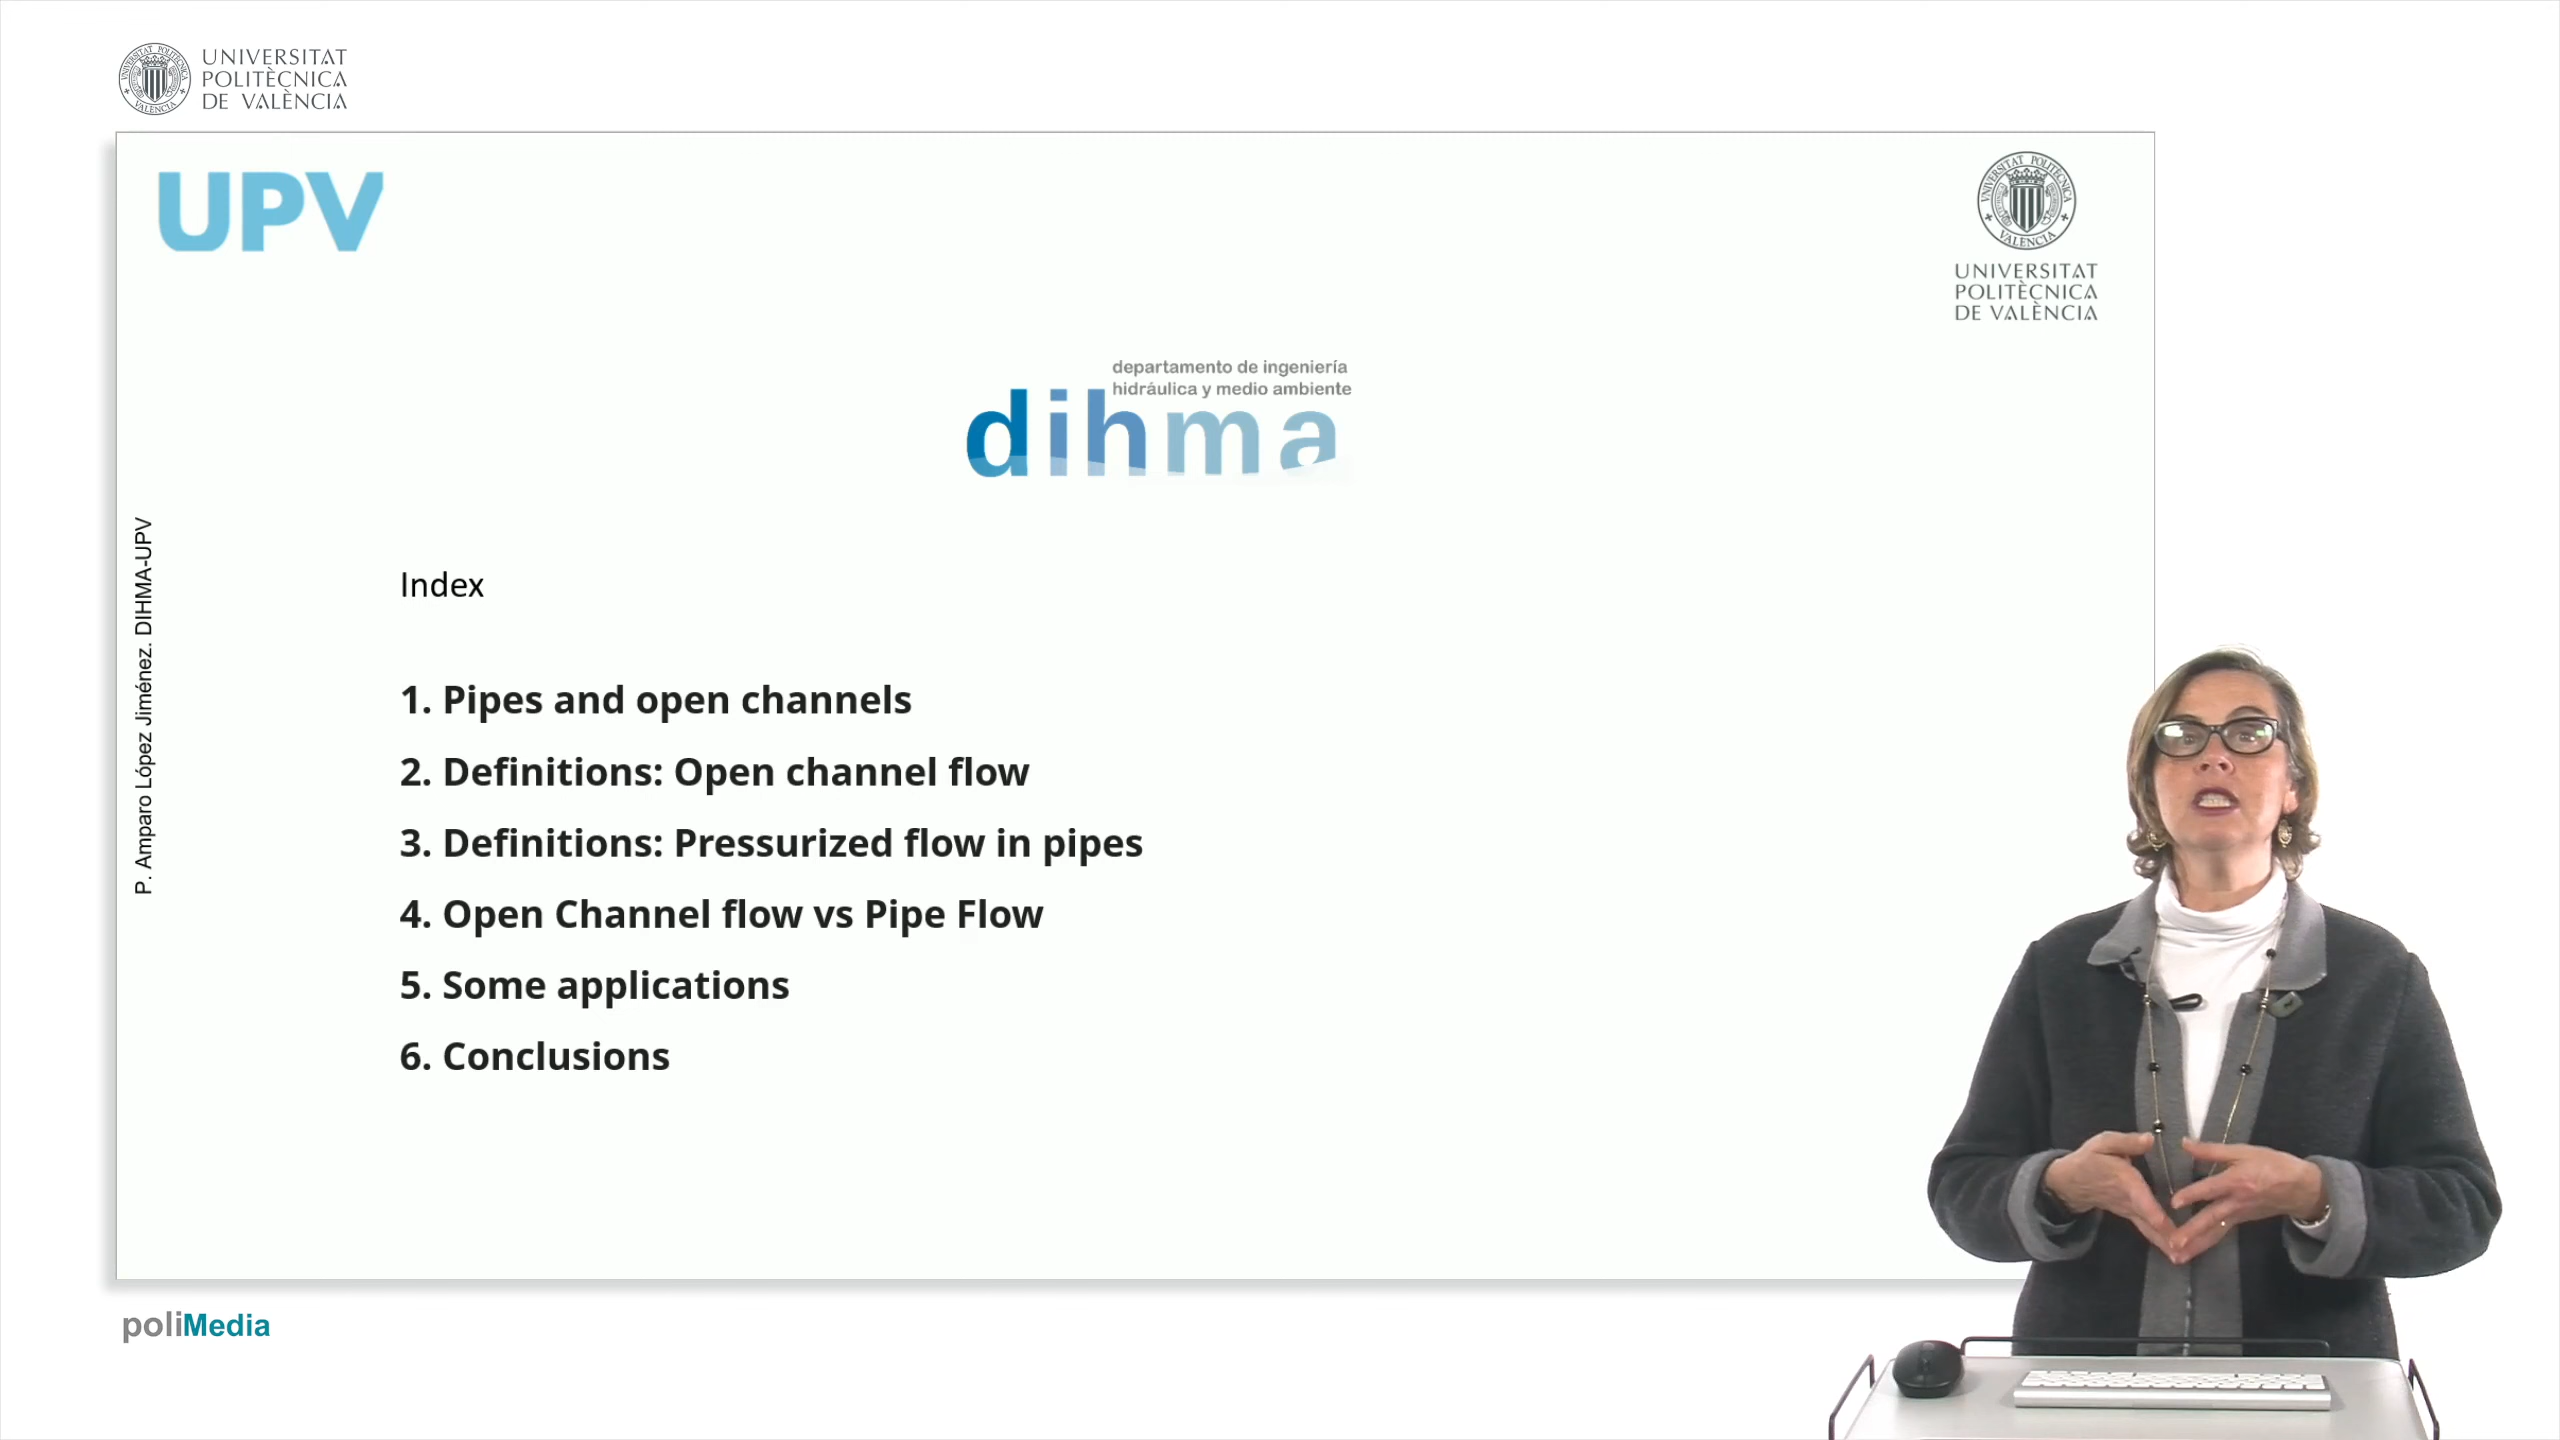 UNIVERSITAT
POLITÈCNICA
DE VALÈNCIA
UPV
VALENCIA
UNIVERSITAT
POLITÈCNICA
DE VALÈNCIA
departamento de ingeniería
hidráulica y medio ambiente
dihma
P. Amparo López Jiménez. DIHMA-UPV
Index
1. Pipes and open channels
2. Definitions: Open channel flow
3. Definitions: Pressurized flow in pipes
4. Open Channel flow vs Pipe Flow
5. Some applications
6. Conclusions
poliMedia